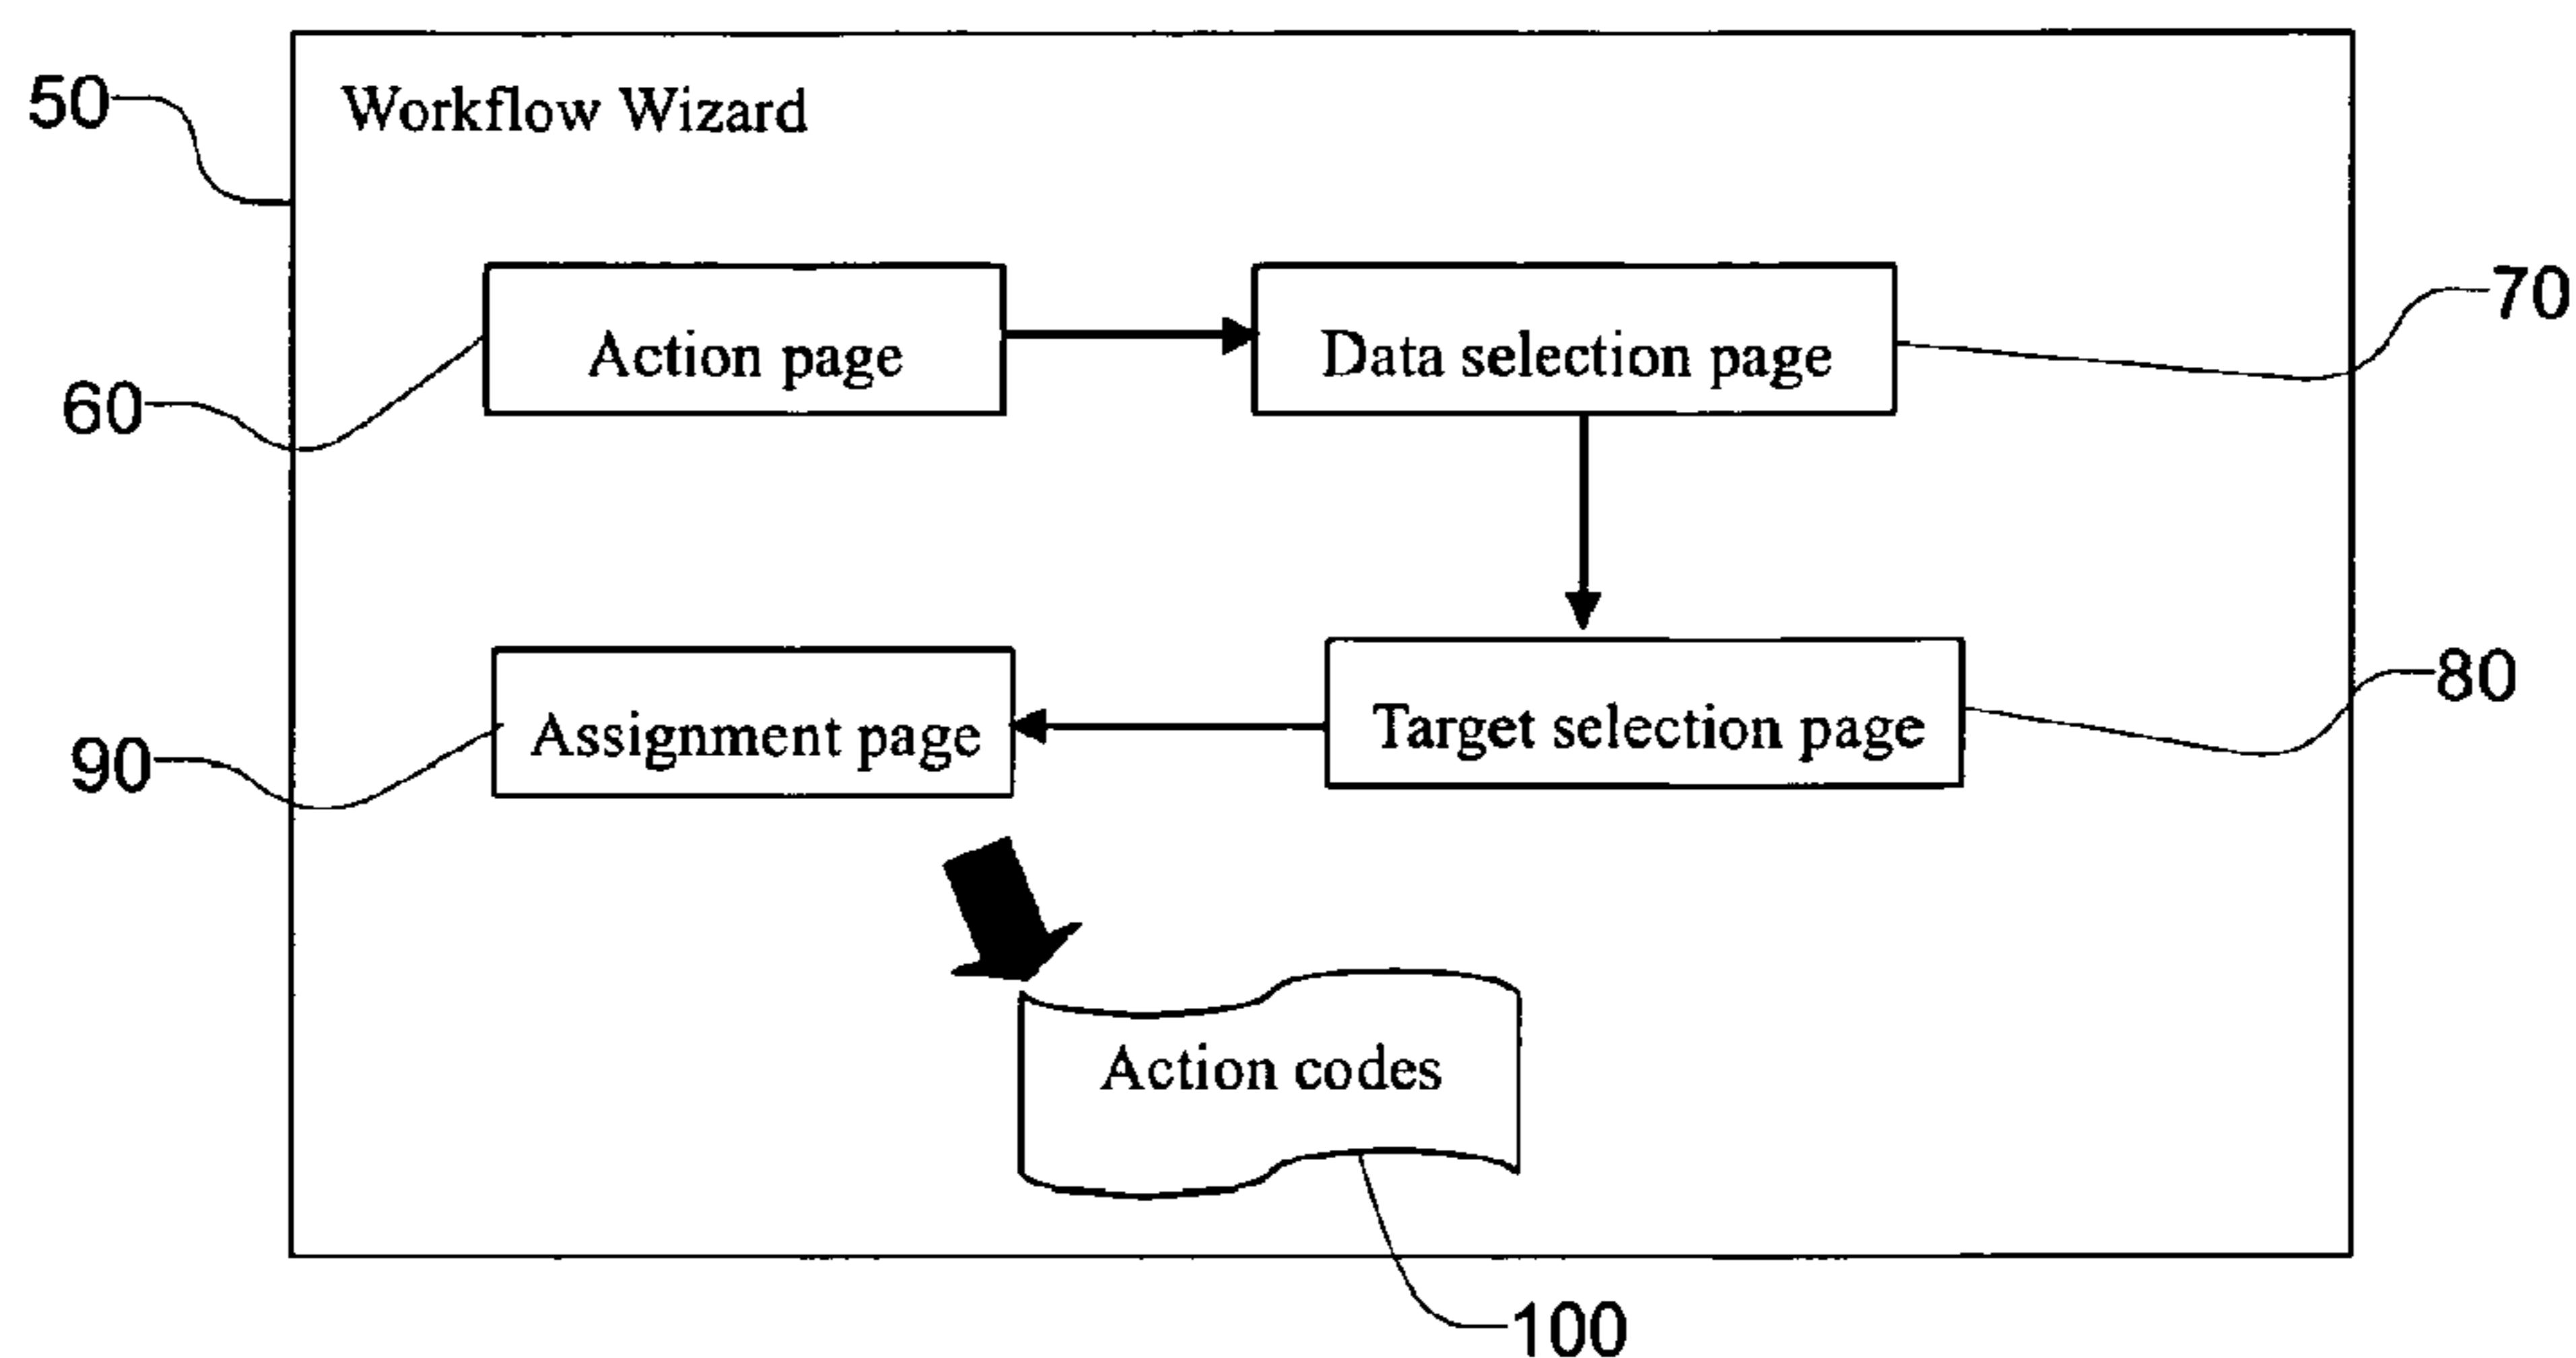 50
Workflow Wizard
Action page
Data selection page
70
60
Assignment page
Target selection page
80
90
Action codes
100